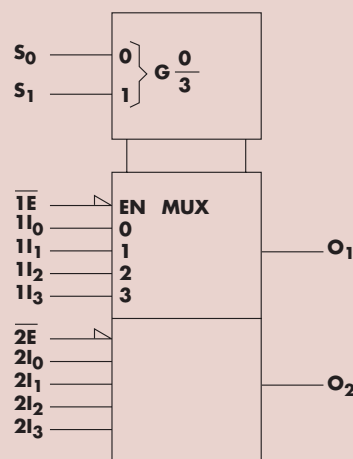 S0 0 G 0/3
S1 1
1E EN MUX
1I0 0
1I1 1 O1
1I2 2
1I3 3
2E
2I0
2I1 O2
2I2
2I3